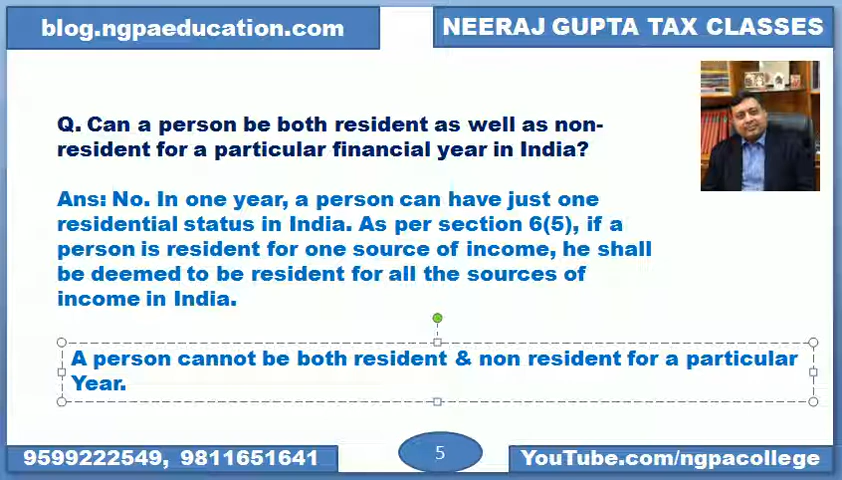 blog.ngpaeducation.com
NEERAJ GUPTA TAX CLASSES
Q. Can a person be both resident as well as non-
resident for a particular financial year in India?
Ans: No. In one year, a person can have just one
residential status in India. As per section 6(5), if a
person is resident for one source of income, he shall
be deemed to be resident for all the sources of
income in India.
A person cannot be both resident & non resident for a particular
Year.
9599222549, 9811651641
5
YouTube.com/ngpacollege